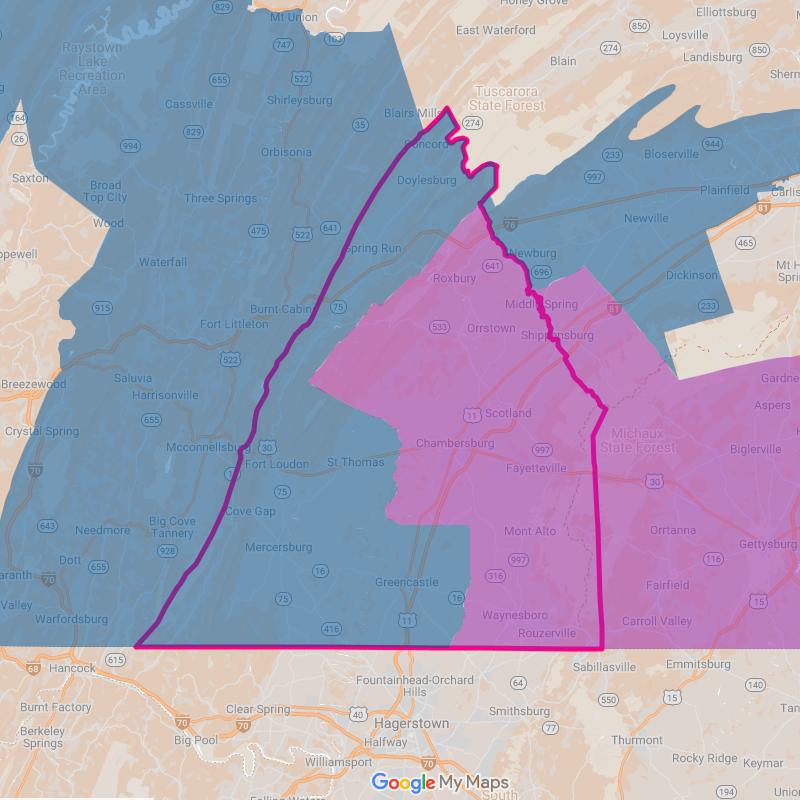 829
Honey Grove
Mt Union
103
East Waterford
Elliottsburg
850
274
Loysville
850
Raystown
Lake
Recreation
Area
747
Blain
Landisburg
655
522
Tuscarora
State Forest
Cassville
Shirleysburg
Blairs Mills
164
26
829
35
274
994
Concord
944
Orbisonia
233
Bloserville
Saxton
Doylesburg
997
Broad
Top City
Three Springs
Plainfield
Newville
81
Wood
475
522
641
76
465
Spring Run
Newburg
Waterfall
Roxbury
641
696
Dickinson
915
Burnt Cabins
75
Middle Spring
81
233
Fort Littleton
533
Orrstown
Shippensburg
522
Breezewood
Saluvia
Harrisonville
Aspers
655
11
Scotland
Crystal Spring
Michaux
State Forest
Mcconnellsburg
30
Chambersburg
997
Biglerville
Fort Loudon
St Thomas
Fayetteville
70
75
30
643
Big Cove
Tannery
Cove Gap
Needmore
Mont Alto
Orrtanna
928
Mercersburg
Gettysburg
Dott
997
116
655
16
316
70
Greencastle
Fairfield
75
16
15
Warfordsburg
11
Waynesboro
Carroll Valley
416
Rouzerville
615
68
Hancock
Sabillasville
Emmitsburg
Fountainhead-Orchard
Hills
64
140
Burnt Factory
Clear Spring
40
Smithsburg
550
15
70
70
Hagerstown
77
Berkeley
Springs
Big Pool
Halfway
Thurmont
Williamsport
70
Rocky Ridge
Keymar
Google My Maps
194